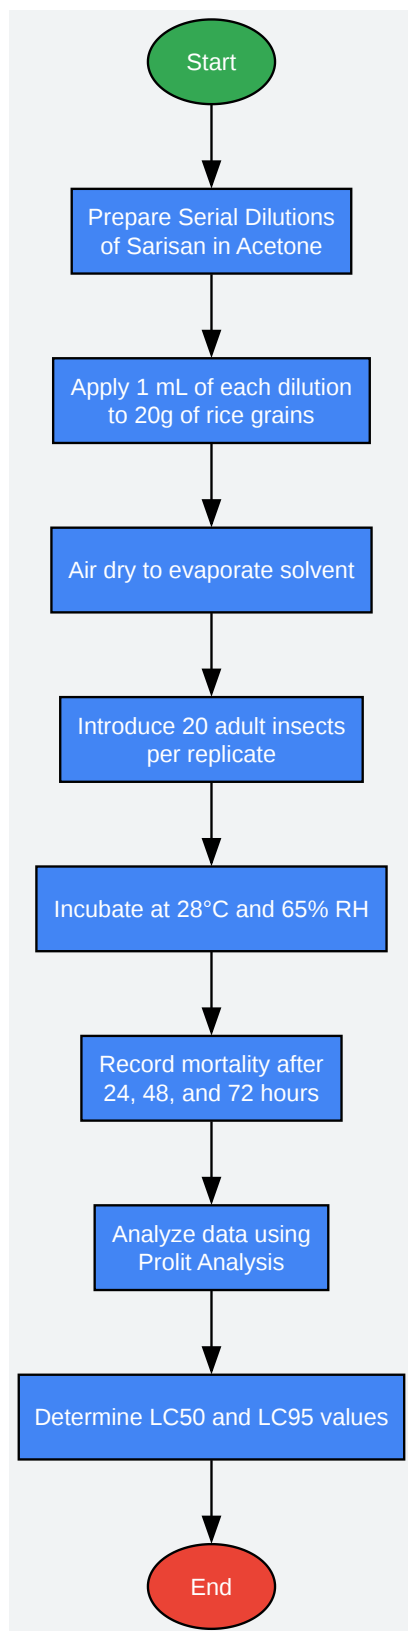 Start
Prepare Serial Dilutions
of Sarisan in Acetone
Apply 1 mL of each dilution
to 20g of rice grains
Air dry to evaporate solvent
Introduce 20 adult insects
per replicate
Incubate at 28°C and 65% RH
Record mortality after
24, 48, and 72 hours
Analyze data using
Prolit Analysis
Determine LC50 and LC95 values
End